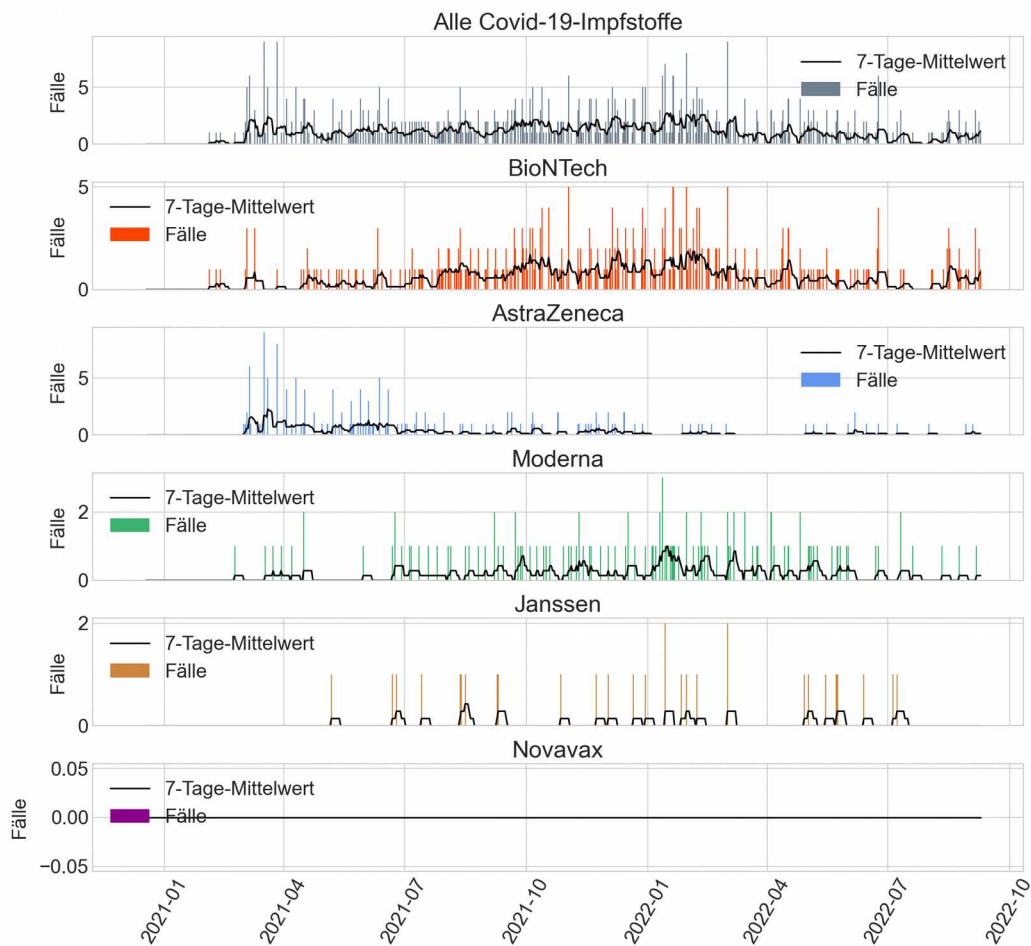 Alle Covid-19-Impfstoffe
Fälle
5
0
7-Tage-Mittelwert
Fälle
BioNTech
Fälle
5
0
7-Tage-Mittelwert
Fälle
AstraZeneca
Fälle
5
0
7-Tage-Mittelwert
Fälle
Moderna
Fälle
2
0
7-Tage-Mittelwert
Fälle
Janssen
Fälle
2
0
7-Tage-Mittelwert
Fälle
Novavax
Fälle
0.05
0.00
−0.05
7-Tage-Mittelwert
Fälle
2021-01
2021-04
2021-07
2021-10
2022-01
2022-04
2022-07
2022-10